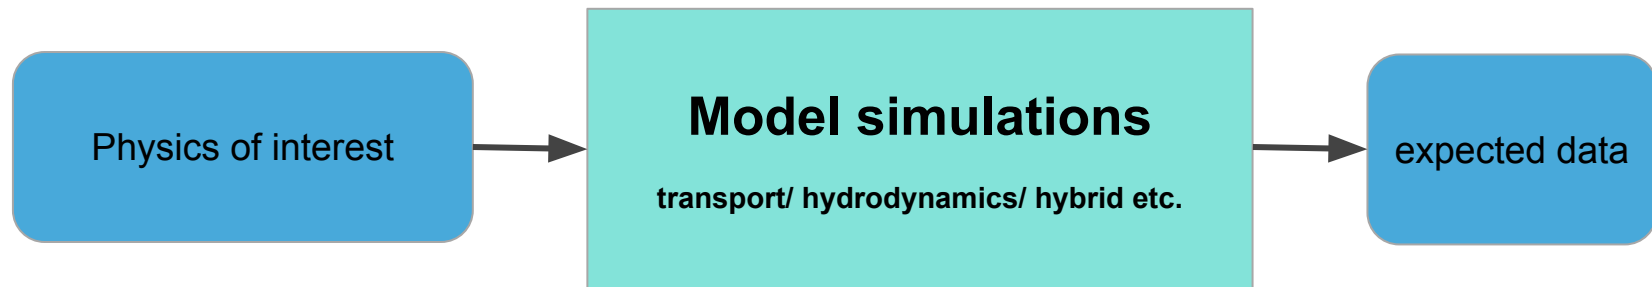 Physics of interest
Model simulations
transport/ hydrodynamics/ hybrid etc.
expected data